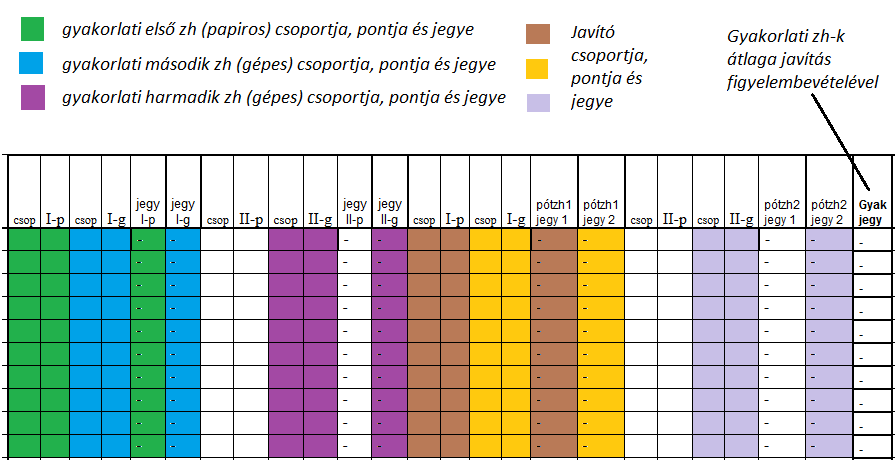 gyakorlati első zh (papiros) csoportja, pontja és jegye
gyakorlati második zh (gépes) csoportja, pontja és jegye
gyakorlati harmadik zh (gépes) csoportja, pontja és jegye
Javító
csoportja,
pontja és
jegye
Gyakorlati zh-k
átlaga javítás
figyelembevételével
csop I-p csop I-g jegy I-p jegy I-g csop II-p csop II-g jegy II-p jegy II-g csop I-p csop I-g pótzh1 jegy 1 pótzh1 jegy 2 csop II-p csop II-g pótzh2 jegy 1 pótzh2 jegy 2 Gyak jegy
- - - - - - - - -
- - - - - - - - -
- - - - - - - - -
- - - - - - - - -
- - - - - - - - -
- - - - - - - - -
- - - - - - - - -
- - - - - - - - -
- - - - - - - - -
- - - - - - - - -